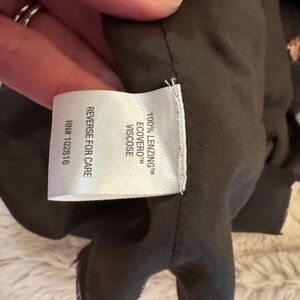 100% LENZING™
ECOVERO™
VISCOSE
REVERSE FOR CARE
RN# 102816